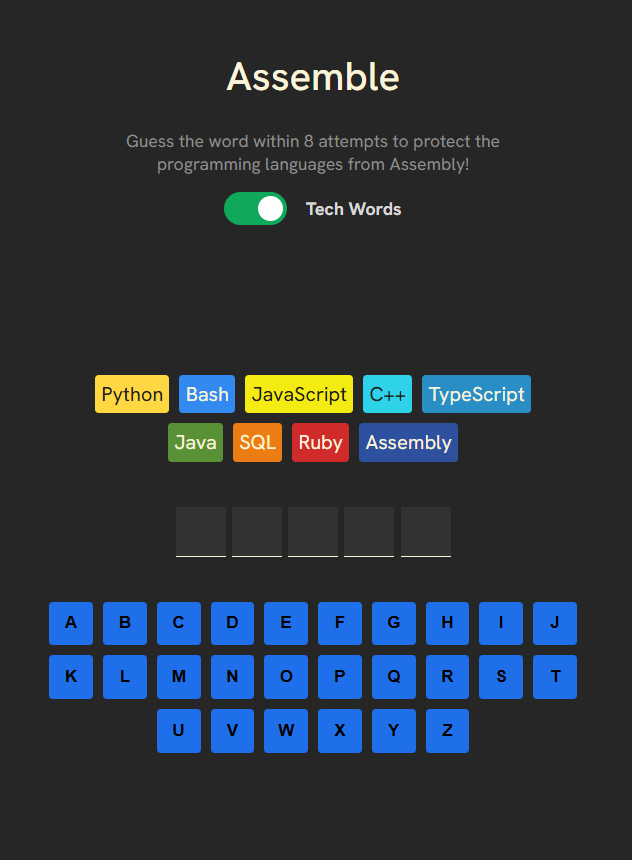 Assemble
Guess the word within 8 attempts to protect the
programming languages from Assembly!
Tech Words
Python Bash JavaScript C++ TypeScript
Java SQL Ruby Assembly
A B C D E F G H I J
K L M N O P Q R S T
U V W X Y Z